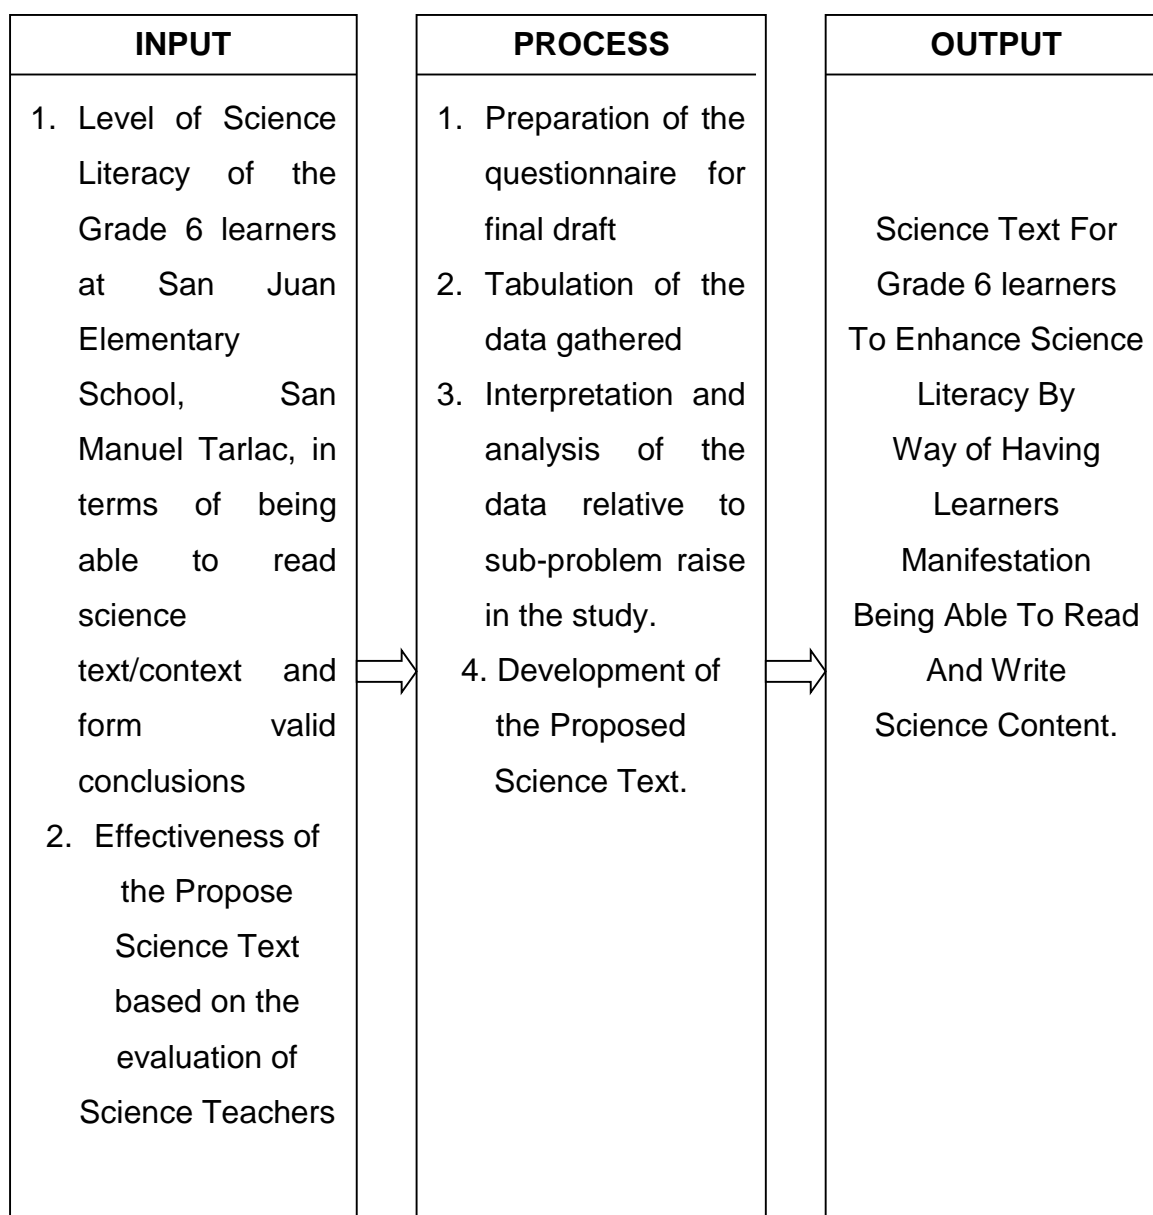 INPUT
1. Level of Science
Literacy of the
Grade 6 learners
at San Juan
Elementary
School, San
Manuel Tarlac, in
terms of being
able to read
science
text/context and
form valid
conclusions
2. Effectiveness of
the Propose
Science Text
based on the
evaluation of
Science Teachers
PROCESS
1. Preparation of the
questionnaire for
final draft
2. Tabulation of the
data gathered
3. Interpretation and
analysis of the
data relative to
sub-problem raise
in the study.
4. Development of
the Proposed
Science Text.
OUTPUT
Science Text For
Grade 6 learners
To Enhance Science
Literacy By
Way of Having
Learners
Manifestation
Being Able To Read
And Write
Science Content.